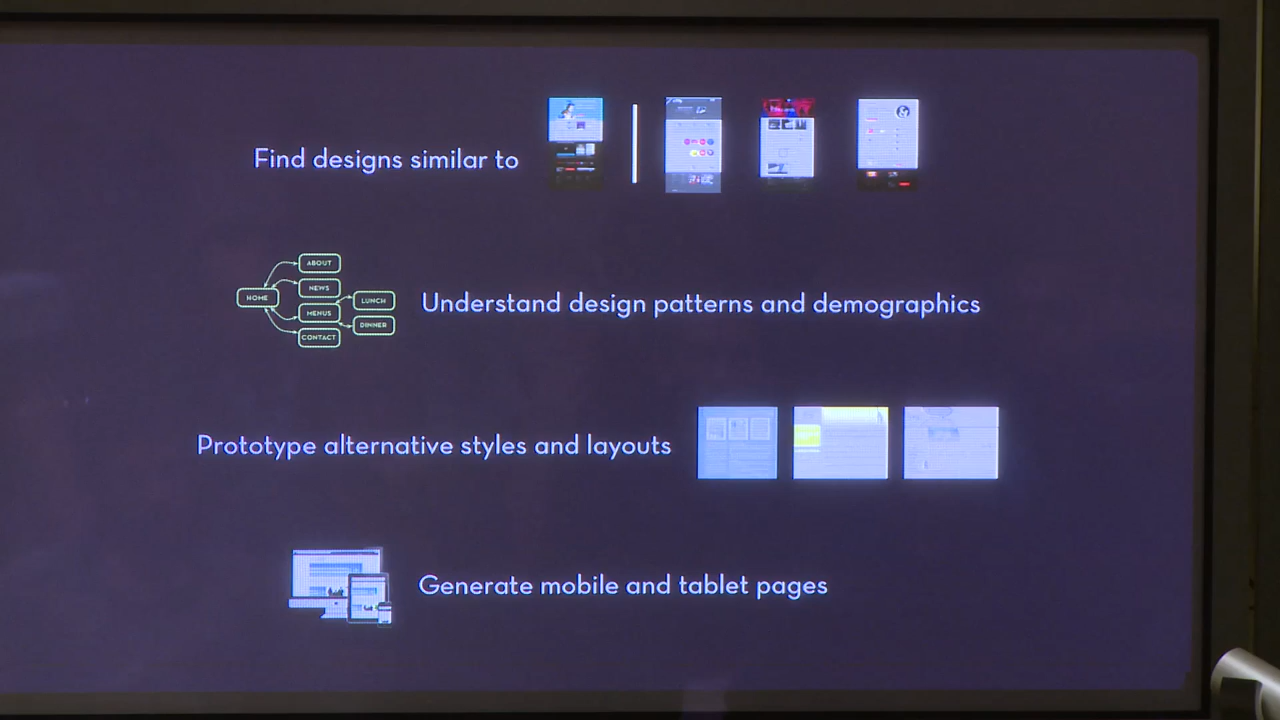 Find designs similar to
ABOUT
NEWS
HOME
LUNCH
MENUS
DINNER
CONTACT
Understand design patterns and demographics
Prototype alternative styles and layouts
Generate mobile and tablet pages